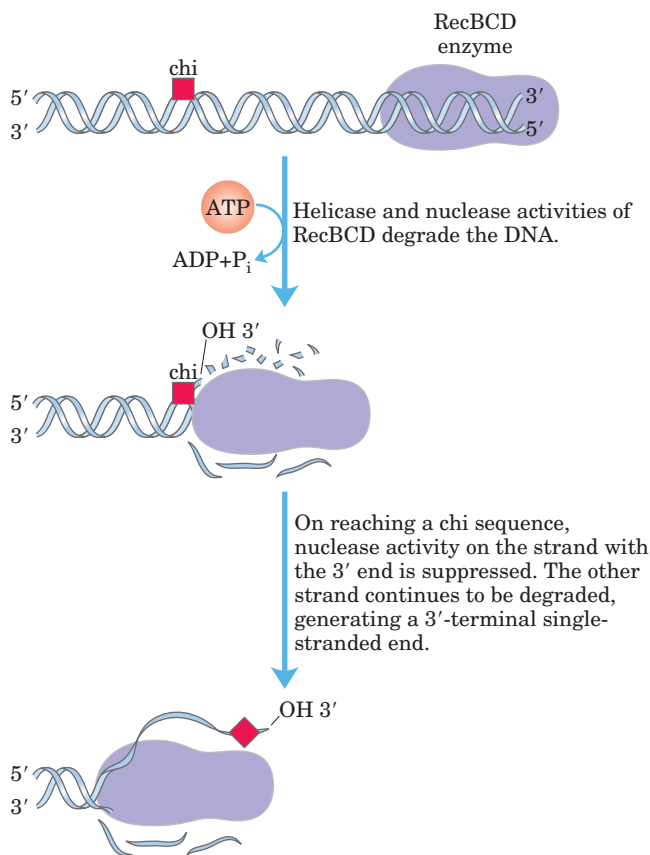 RecBCD
enzyme
chi
5′ 3′
3′ 5′
ATP
ADP+Pi
Helicase and nuclease activities of
RecBCD degrade the DNA.
OH 3′
chi
5′
3′
On reaching a chi sequence,
nuclease activity on the strand with
the 3′ end is suppressed. The other
strand continues to be degraded,
generating a 3′-terminal single-
stranded end.
OH 3′
5′
3′